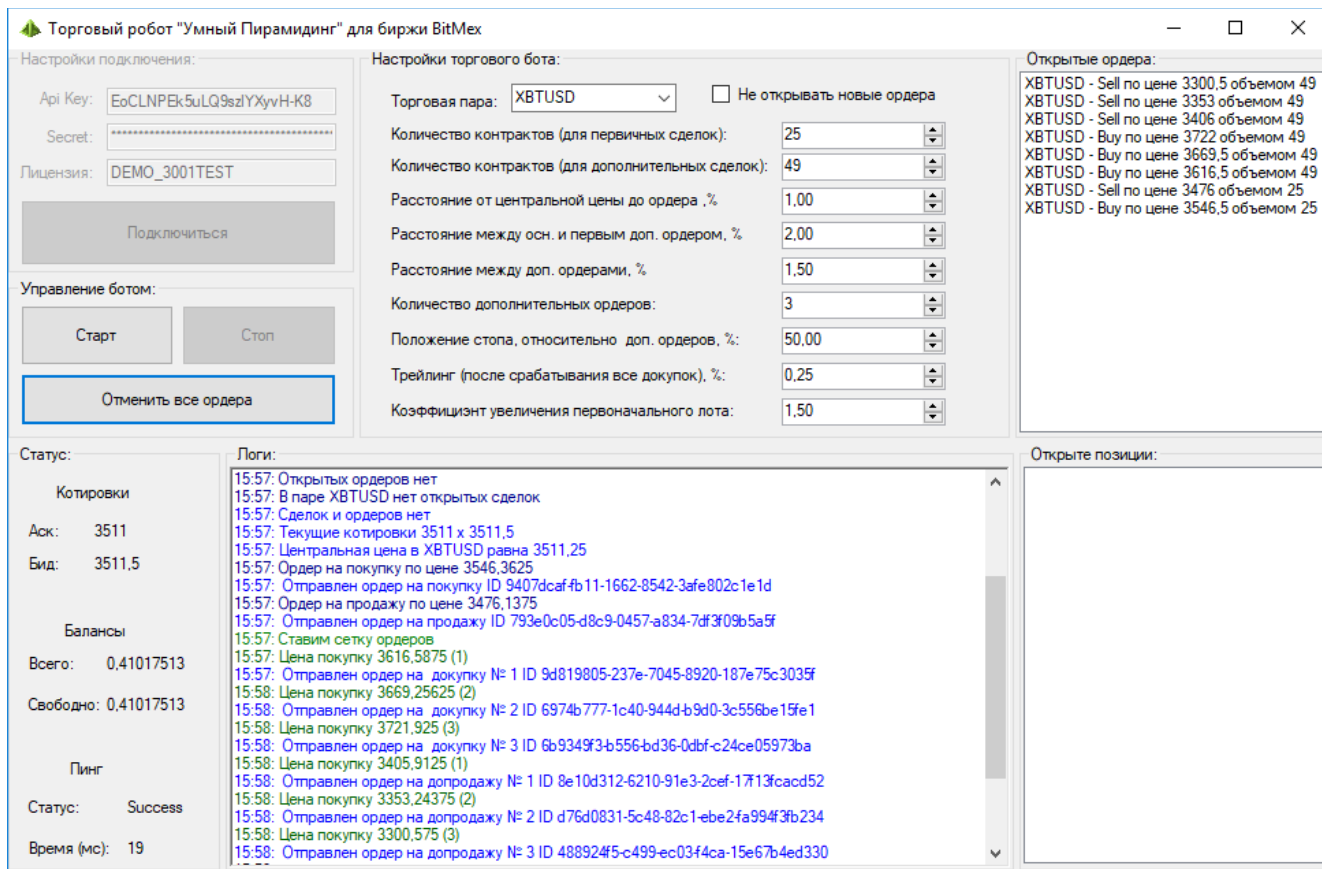 Торговый робот "Умный Пирамидинг" для биржи BitMex
Настройки подключения:
Api Key: EoCLNPEk5uLQ9szlYXyvH-K8
Secret: ****************************************
Лицензия: DEMO_3001TEST
Подключиться
Управление ботом:
Старт
Стоп
Отменить все ордера
Настройки торгового бота:
Торговая пара: XBTUSD
Не открывать новые ордера
Количество контрактов (для первичных сделок): 25
Количество контрактов (для дополнительных сделок): 49
Расстояние от центральной цены до ордера ,% 1,00
Расстояние между осн. и первым доп. ордером, % 2,00
Расстояние между доп. ордерами, % 1,50
Количество дополнительных ордеров: 3
Положение стопа, относительно доп. ордеров, %: 50,00
Трейлинг (после срабатывания все докупок), %: 0,25
Коэффициэнт увеличения первоначального лота: 1,50
Открытые ордера:
XBTUSD - Sell по цене 3300,5 объемом 49
XBTUSD - Sell по цене 3353 объемом 49
XBTUSD - Sell по цене 3406 объемом 49
XBTUSD - Buy по цене 3722 объемом 49
XBTUSD - Buy по цене 3669,5 объемом 49
XBTUSD - Buy по цене 3616,5 объемом 49
XBTUSD - Sell по цене 3476 объемом 25
XBTUSD - Buy по цене 3546,5 объемом 25
Статус:
Котировки
Аск: 3511
Бид: 3511,5
Балансы
Всего: 0,41017513
Свободно: 0,41017513
Пинг
Статус: Success
Время (мс): 19
Логи:
15:57: Открытых ордеров нет
15:57: В паре XBTUSD нет открытых сделок
15:57: Сделок и ордеров нет
15:57: Текущие котировки 3511 x 3511,5
15:57: Центральная цена в XBTUSD равна 3511,25
15:57: Ордер на покупку по цене 3546,3625
15:57: Отправлен ордер на покупку ID 9407dcaf-fb11-1662-8542-3afe802c1e1d
15:57: Ордер на продажу по цене 3476,1375
15:57: Отправлен ордер на продажу ID 793e0c05-d8c9-0457-a834-7df3f09b5a5f
15:57: Ставим сетку ордеров
15:57: Цена покупку 3616,5875 (1)
15:57: Отправлен ордер на докупку № 1 ID 9d819805-237e-7045-8920-187e75c3035f
15:58: Цена покупку 3669,25625 (2)
15:58: Отправлен ордер на докупку № 2 ID 6974b777-1c40-944d-b9d0-3c556be15fe1
15:58: Цена покупку 3721,925 (3)
15:58: Отправлен ордер на докупку № 3 ID 6b9349f3-b556-bd36-0dbf-c24ce05973ba
15:58: Цена покупку 3405,9125 (1)
15:58: Отправлен ордер на допродажу № 1 ID 8e10d312-6210-91e3-2cef-17f13fcacd52
15:58: Цена покупку 3353,24375 (2)
15:58: Отправлен ордер на допродажу № 2 ID d76d0831-5c48-82c1-ebe2-fa994f3fb234
15:58: Цена покупку 3300,575 (3)
15:58: Отправлен ордер на допродажу № 3 ID 488924f5-c499-ec03-f4ca-15e67b4ed330
Открыте позиции: